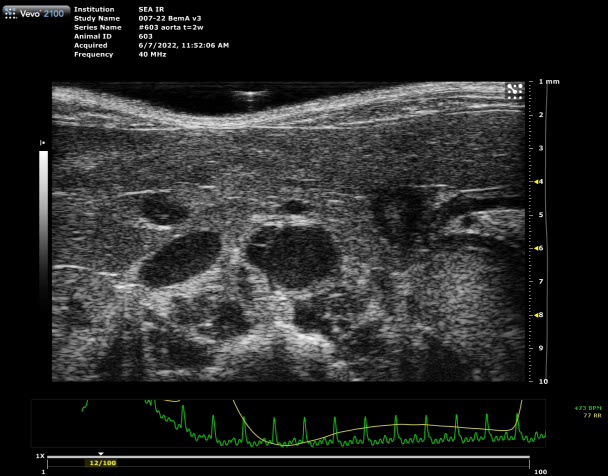 Vevo 2100
Institution SEA IR
Study Name 007-22 BemA v3
Series Name #603 aorta t=2w
Animal ID 603
Acquired 6/7/2022, 11:52:06 AM
Frequency 40 MHz
1 mm
2
3
4
5
6
7
8
9
10
473 BPM
77 RR
1X
12/100
1
100